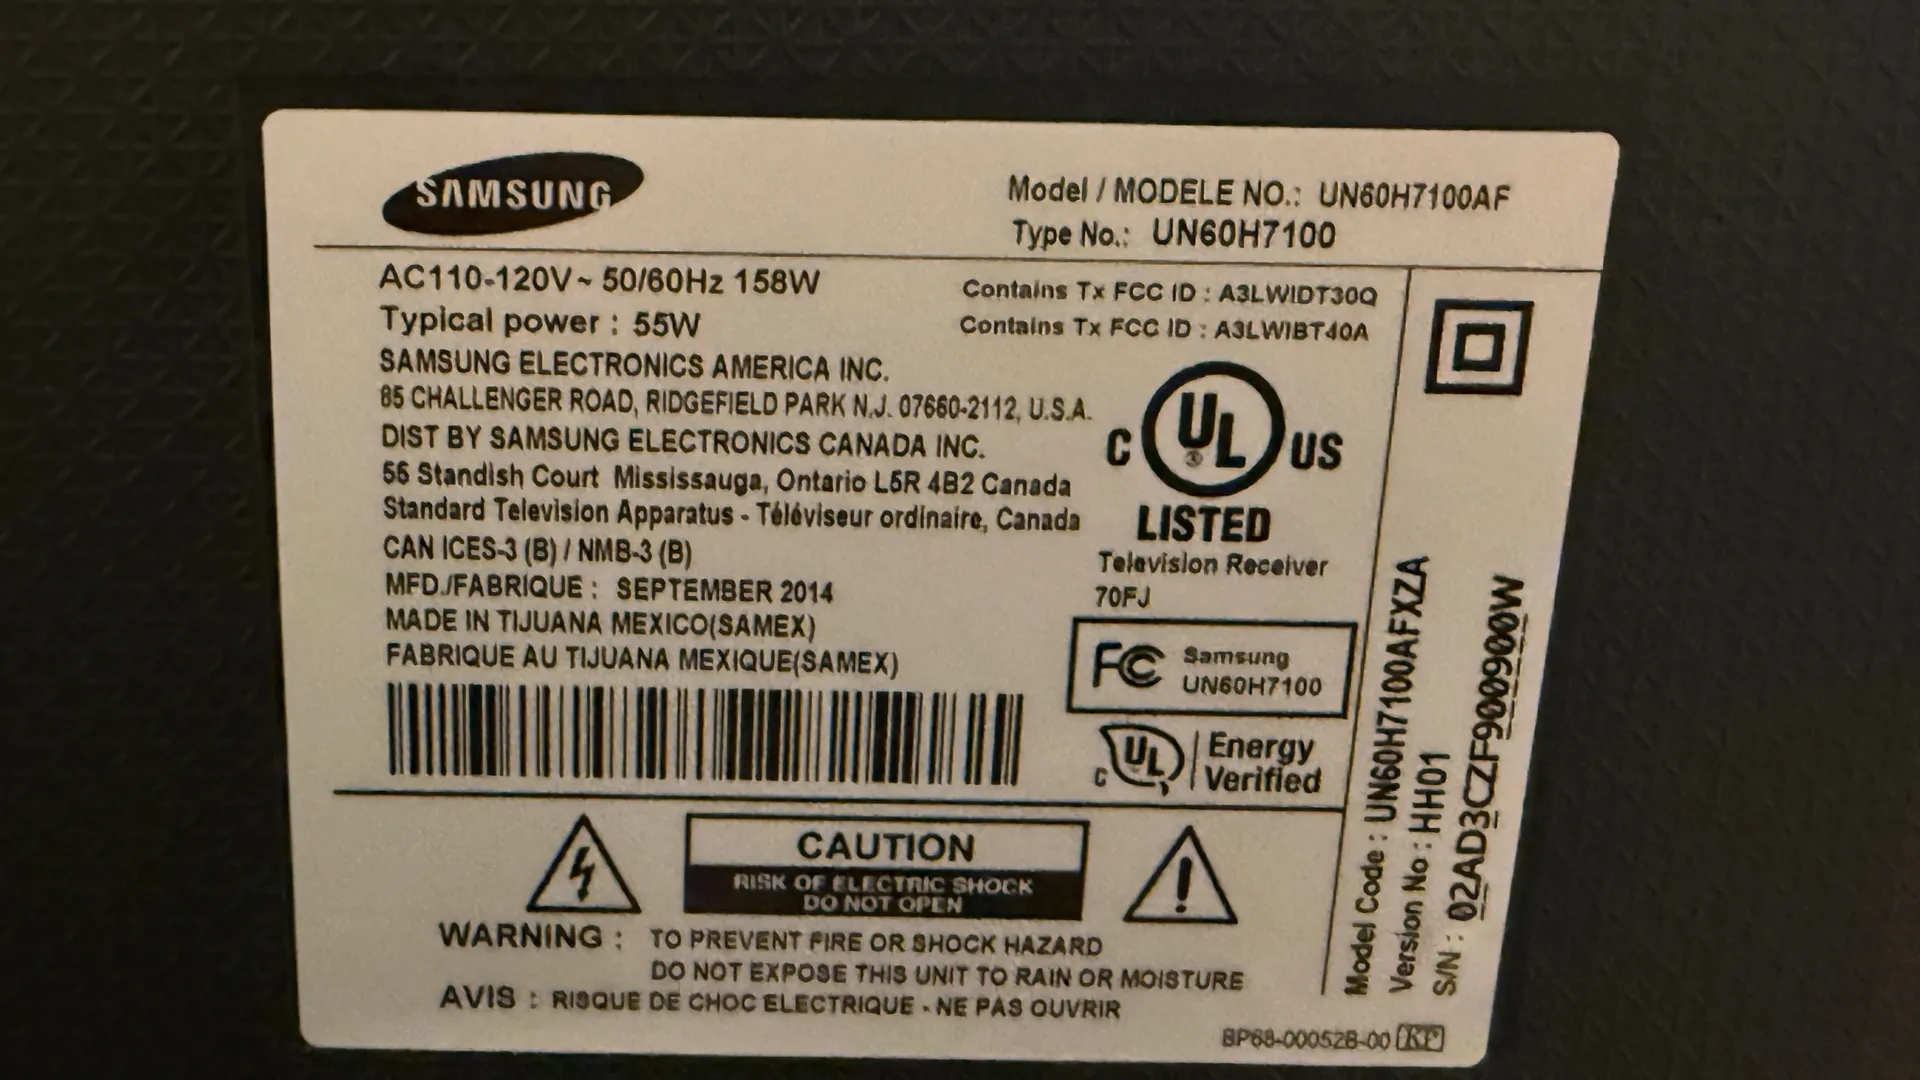 SAMSUNG
Model / MODELE NO.: UN60H7100AF
Type No.: UN60H7100
AC110-120V~ 50/60Hz 158W
Typical power : 55W
Contains Tx FCC ID : A3LWIDT30Q
Contains Tx FCC ID : A3LWIBT40A
SAMSUNG ELECTRONICS AMERICA INC.
85 CHALLENGER ROAD, RIDGEFIELD PARK N.J. 07660-2112, U.S.A.
DIST BY SAMSUNG ELECTRONICS CANADA INC.
56 Standish Court Mississauga, Ontario L5R 4B2 Canada
Standard Television Apparatus - Téléviseur ordinaire, Canada
CAN ICES-3 (B) / NMB-3 (B)
MFD./FABRIQUE : SEPTEMBER 2014
MADE IN TIJUANA MEXICO(SAMEX)
FABRIQUE AU TIJUANA MEXIQUE(SAMEX)
C UL US
LISTED
Television Receiver
70FJ
FC Samsung
UN60H7100
C UL Energy
Verified
CAUTION
RISK OF ELECTRIC SHOCK
DO NOT OPEN
WARNING : TO PREVENT FIRE OR SHOCK HAZARD
DO NOT EXPOSE THIS UNIT TO RAIN OR MOISTURE
AVIS : RISQUE DE CHOC ELECTRIQUE - NE PAS OUVRIR
Model Code : UN60H7100AFXZA
Version No : HH01
S/N : 02AD3CZF900900W
BP68-00052B-00